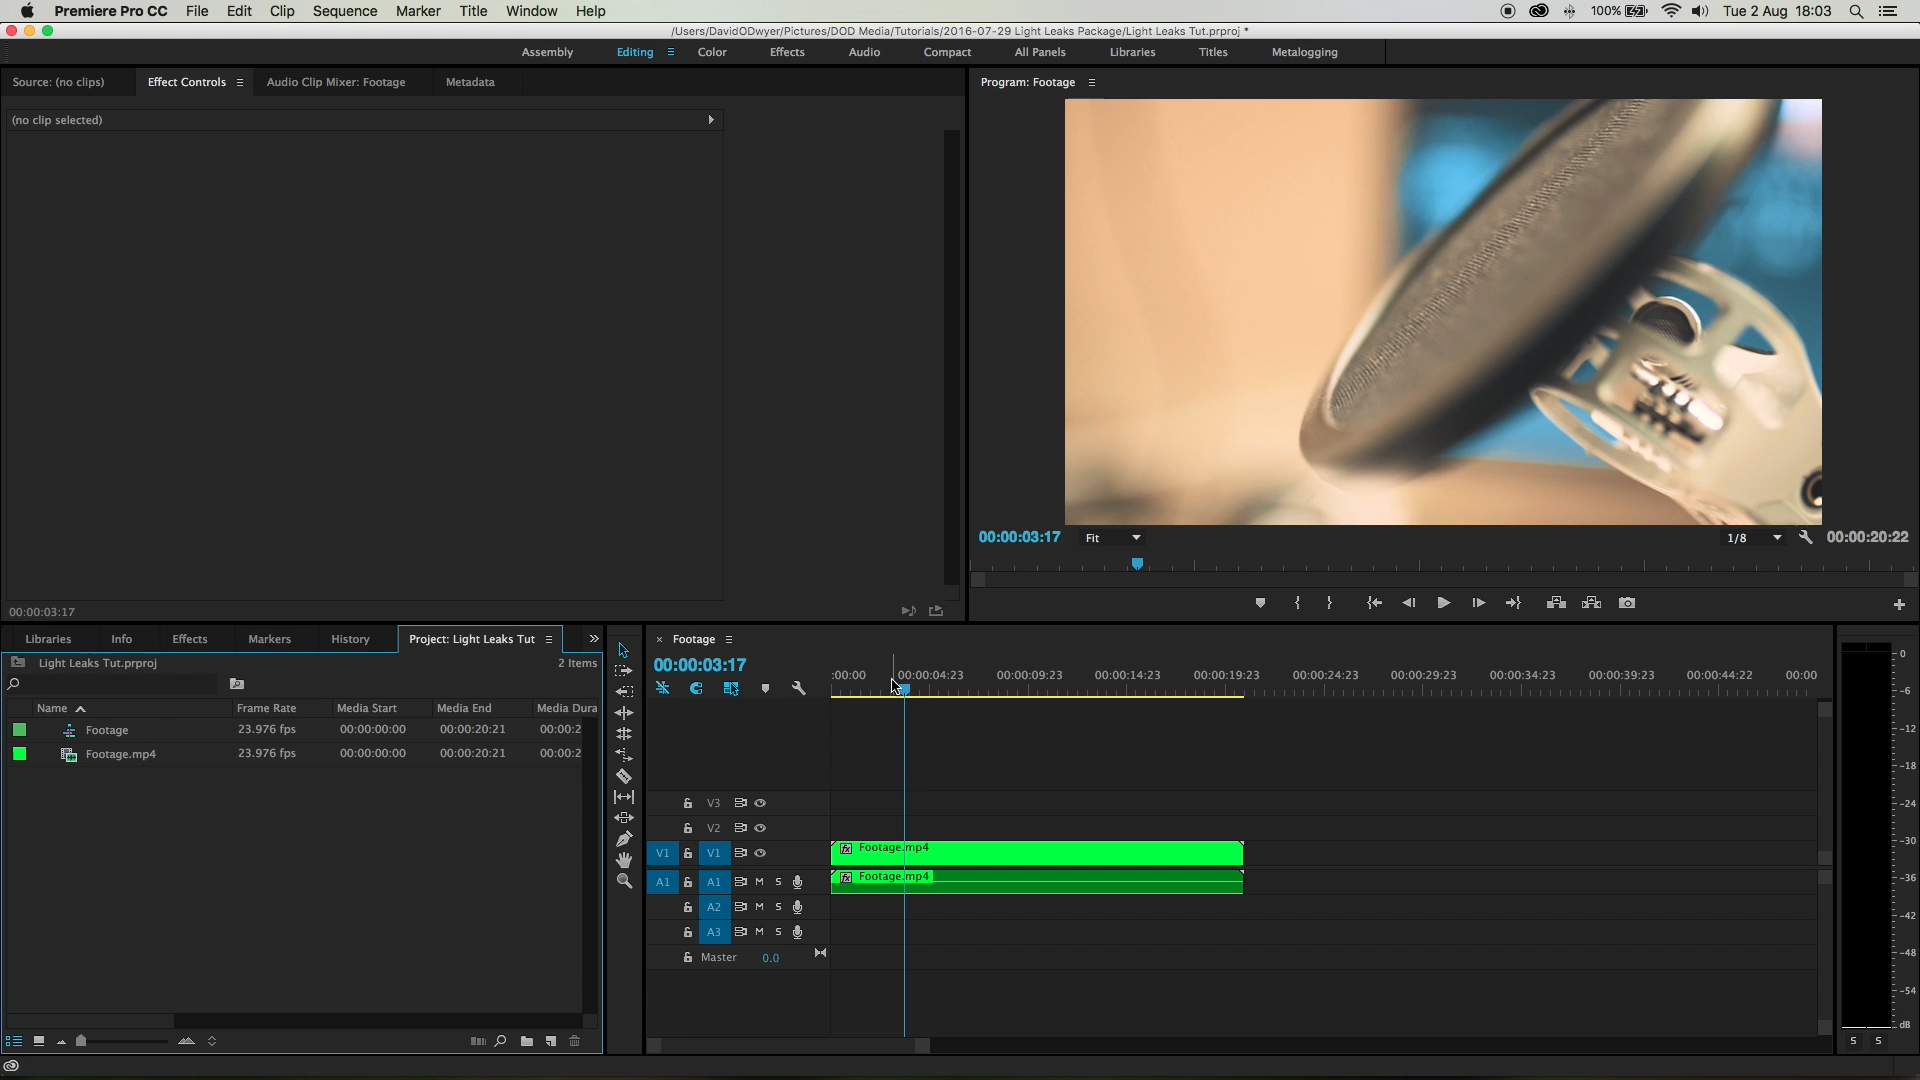 Premiere Pro CC File Edit Clip Sequence Marker Title Window Help 100% Tue 2 Aug 18:03
/Users/DavidODwyer/Pictures/DOD Media/Tutorials/2016-07-29 Light Leaks Package/Light Leaks Tut.prproj *
Assembly Editing Color Effects Audio Compact All Panels Libraries Titles Metalogging
Source: (no clips) Effect Controls Audio Clip Mixer: Footage Metadata
Program: Footage
(no clip selected)
00:00:03:17 Fit 1/8 00:00:20:22
00:00:03:17
Libraries Info Effects Markers History Project: Light Leaks Tut
Light Leaks Tut.prproj 2 Items
Name Frame Rate Media Start Media End Media Dura
Footage 23.976 fps 00:00:00:00 00:00:20:21 00:00:2
Footage.mp4 23.976 fps 00:00:00:00 00:00:20:21 00:00:2
× Footage
00:00:03:17
:00:00 00:00:04:23 00:00:09:23 00:00:14:23 00:00:19:23 00:00:24:23 00:00:29:23 00:00:34:23 00:00:39:23 00:00:44:22 00:00
V3
V2
V1 V1 fx Footage.mp4
A1 A1 M S fx Footage.mp4
A2 M S
A3 M S
Master 0.0
0
-6
-12
-18
-24
-30
-36
-42
-48
-54
dB
S S